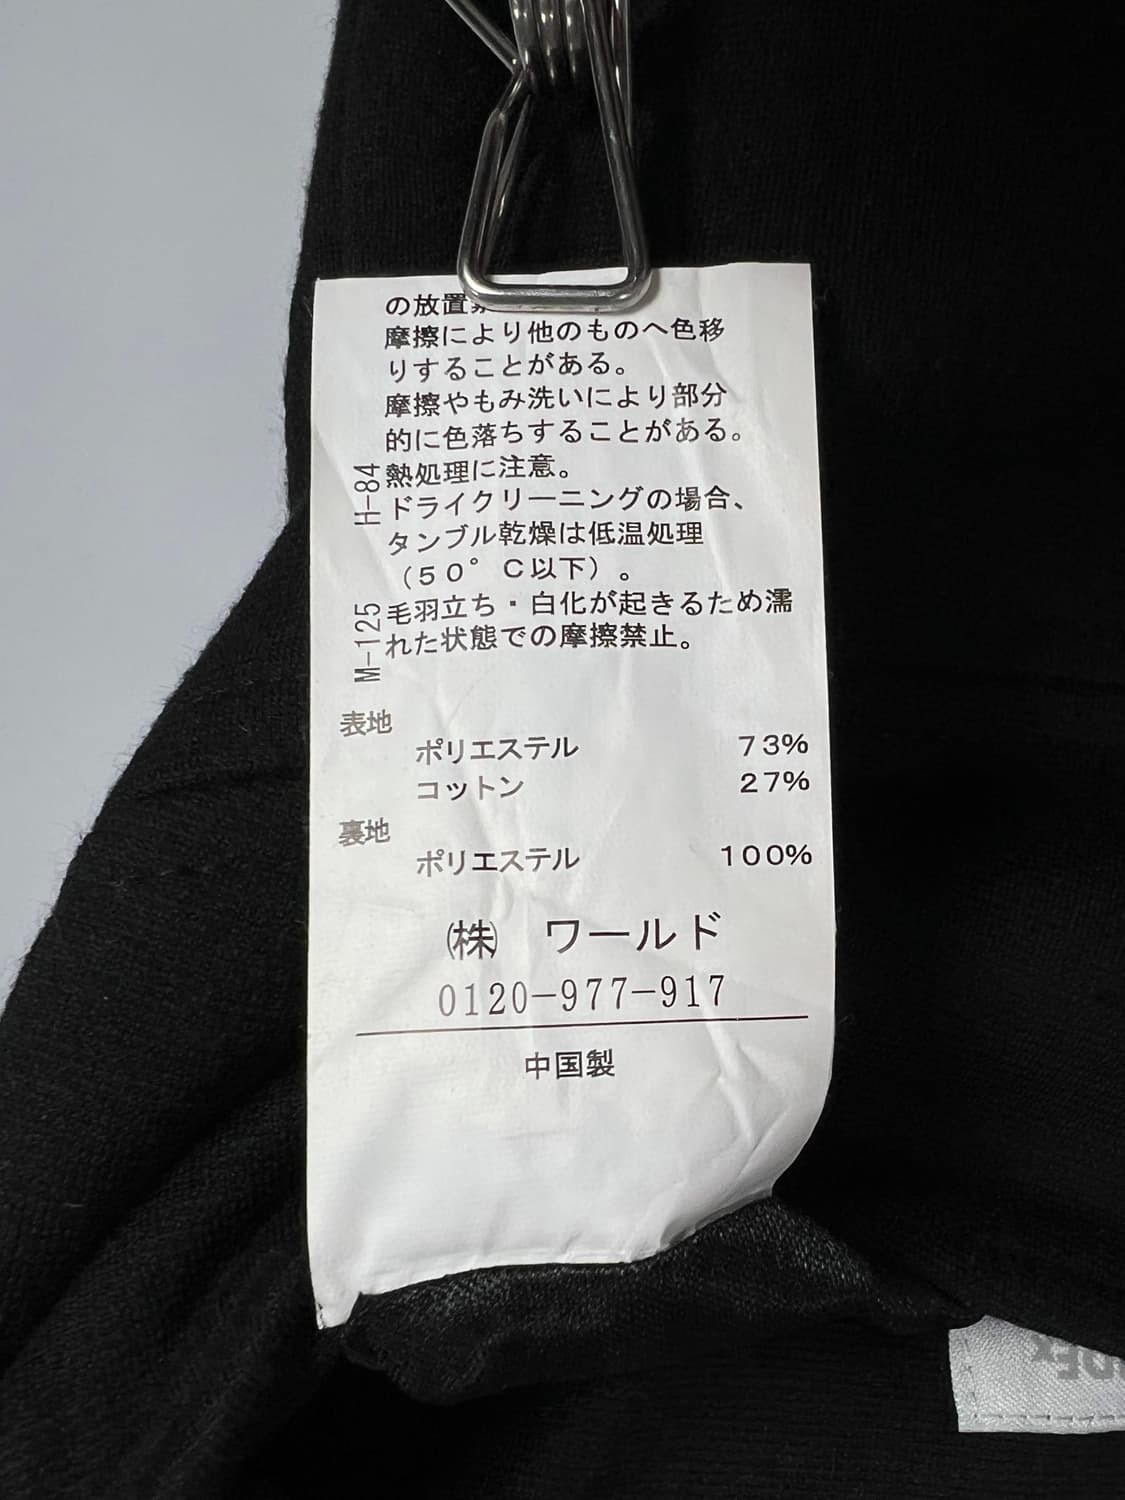 の放置禁
摩擦により他のものへ色移
りすることがある。
摩擦やもみ洗いにより部分
的に色落ちすることがある。
熱処理に注意。
ドライクリーニングの場合、
タンブル乾燥は低温処理
（50°C以下）。
毛羽立ち・白化が起きるため濡
れた状態での摩擦禁止。
H-84
M-125
表地
ポリエステル 73%
コットン 27%
裏地
ポリエステル 100%
㈱ ワールド
0120-977-917
中国製
DEX